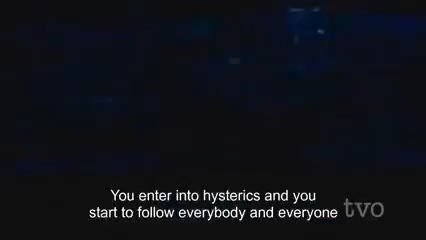 You enter into hysterics and you
start to follow everybody and everyone
tvo